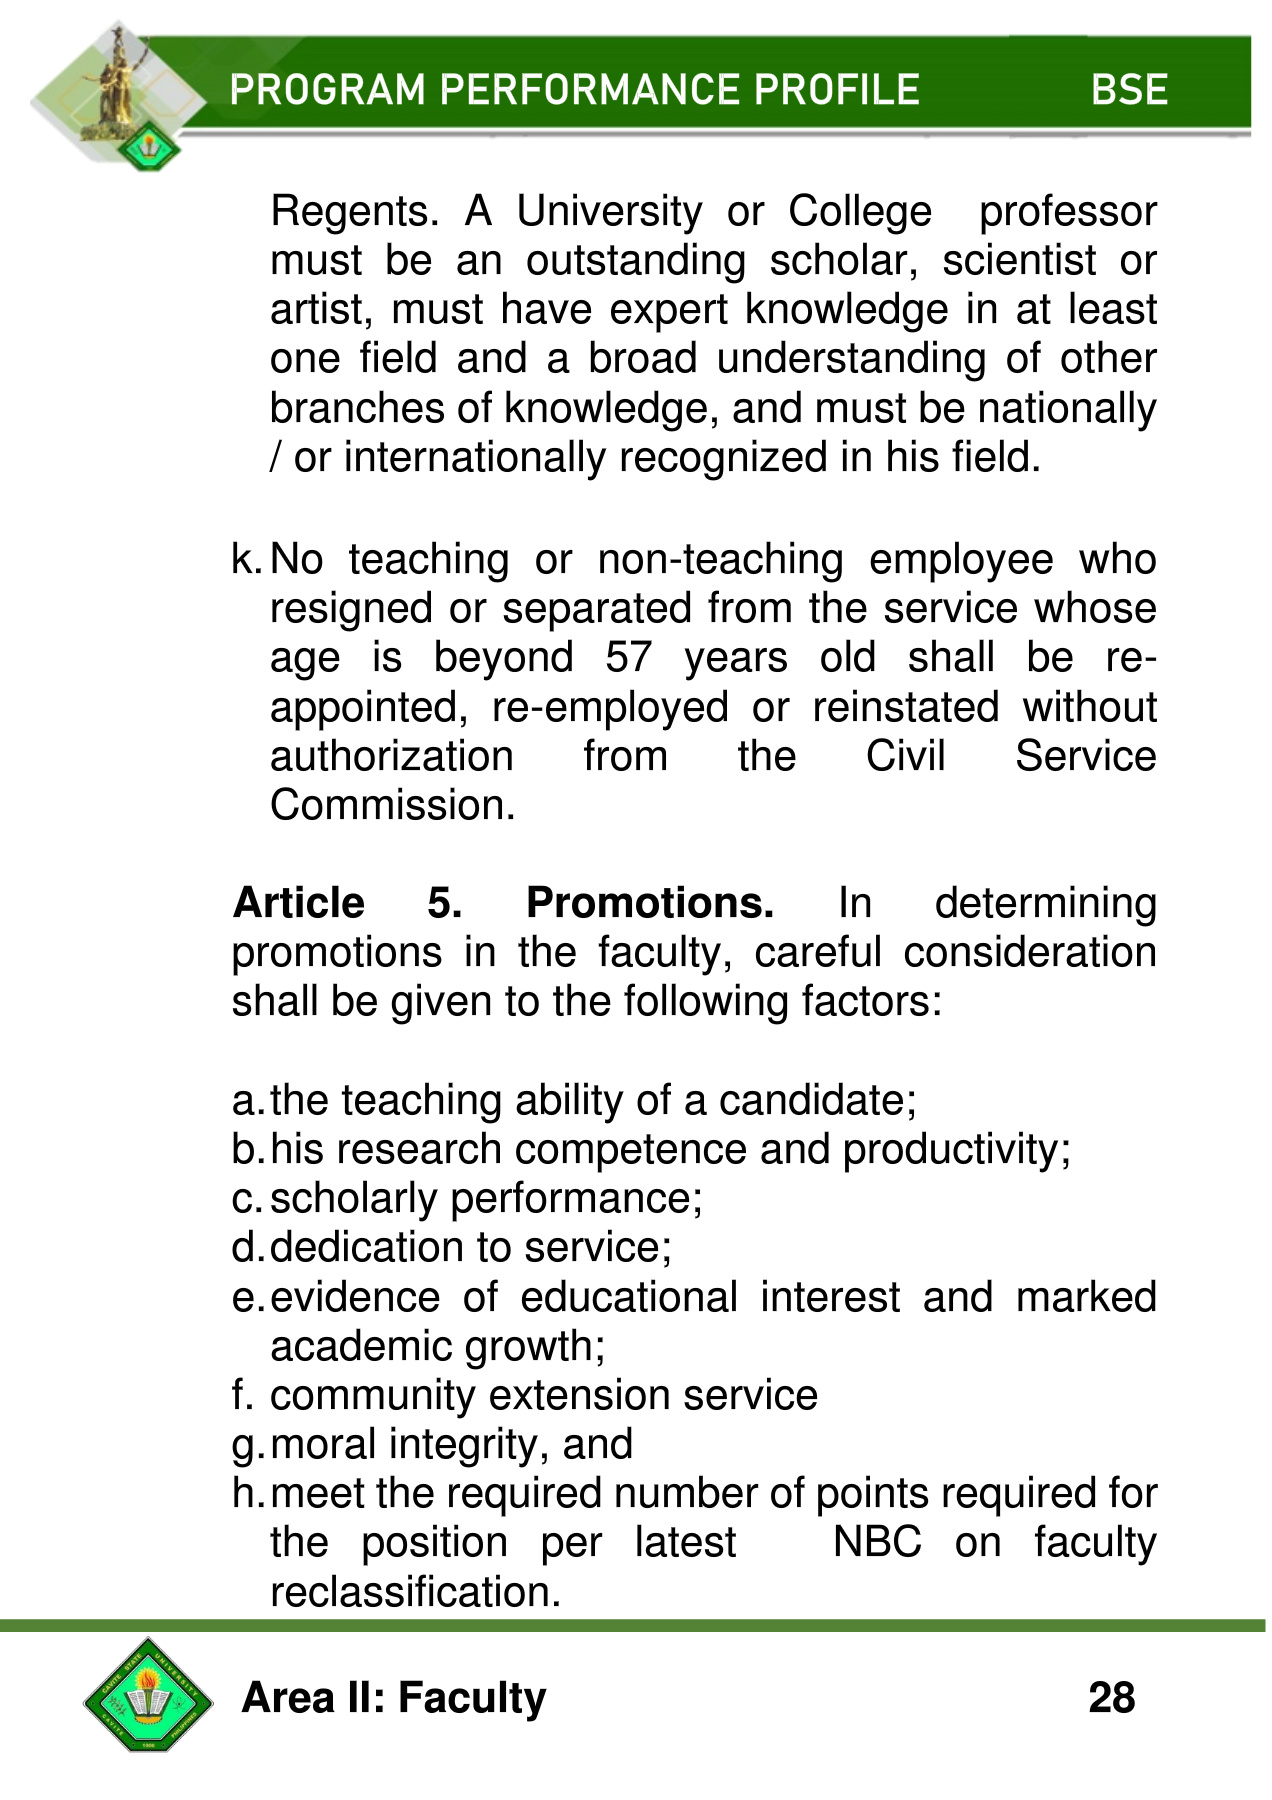 PROGRAM PERFORMANCE PROFILE BSE
Regents. A University or College professor
must be an outstanding scholar, scientist or
artist, must have expert knowledge in at least
one field and a broad understanding of other
branches of knowledge, and must be nationally
/ or internationally recognized in his field.
k. No teaching or non-teaching employee who
resigned or separated from the service whose
age is beyond 57 years old shall be re-
appointed, re-employed or reinstated without
authorization from the Civil Service
Commission.
Article 5. Promotions. In determining
promotions in the faculty, careful consideration
shall be given to the following factors:
a. the teaching ability of a candidate;
b. his research competence and productivity;
c. scholarly performance;
d. dedication to service;
e. evidence of educational interest and marked
academic growth;
f. community extension service
g. moral integrity, and
h. meet the required number of points required for
the position per latest NBC on faculty
reclassification.
CAVITE STATE UNIVERSITY
CAVITE 1906 PHILIPPINES
Area II: Faculty 28